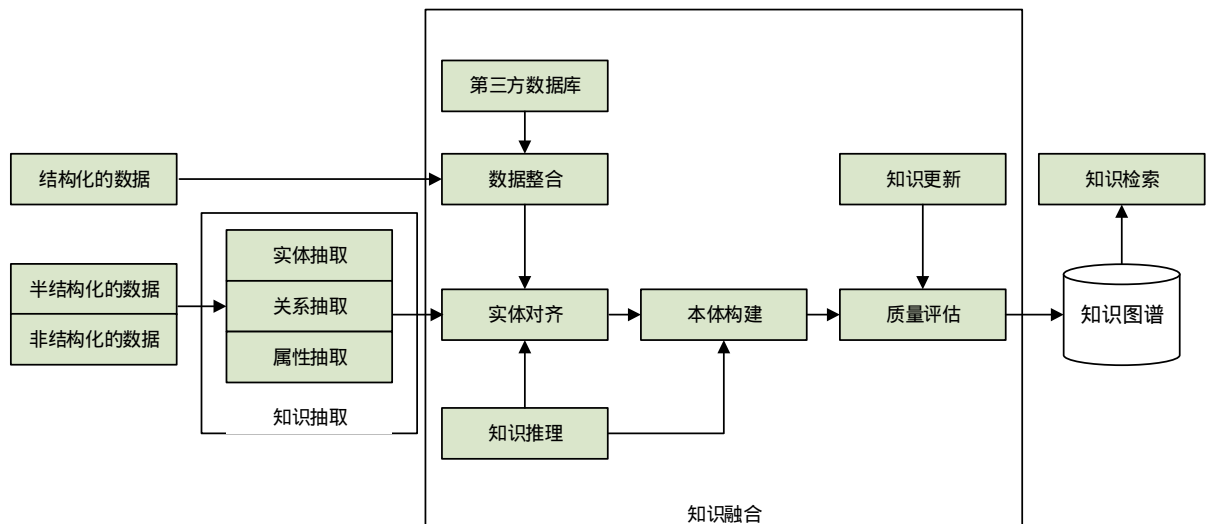 第三方数据库
结构化的数据
数据整合
知识更新
知识检索
实体抽取
半结构化的数据
关系抽取
实体对齐
本体构建
质量评估
知识图谱
非结构化的数据
属性抽取
知识抽取
知识推理
知识融合